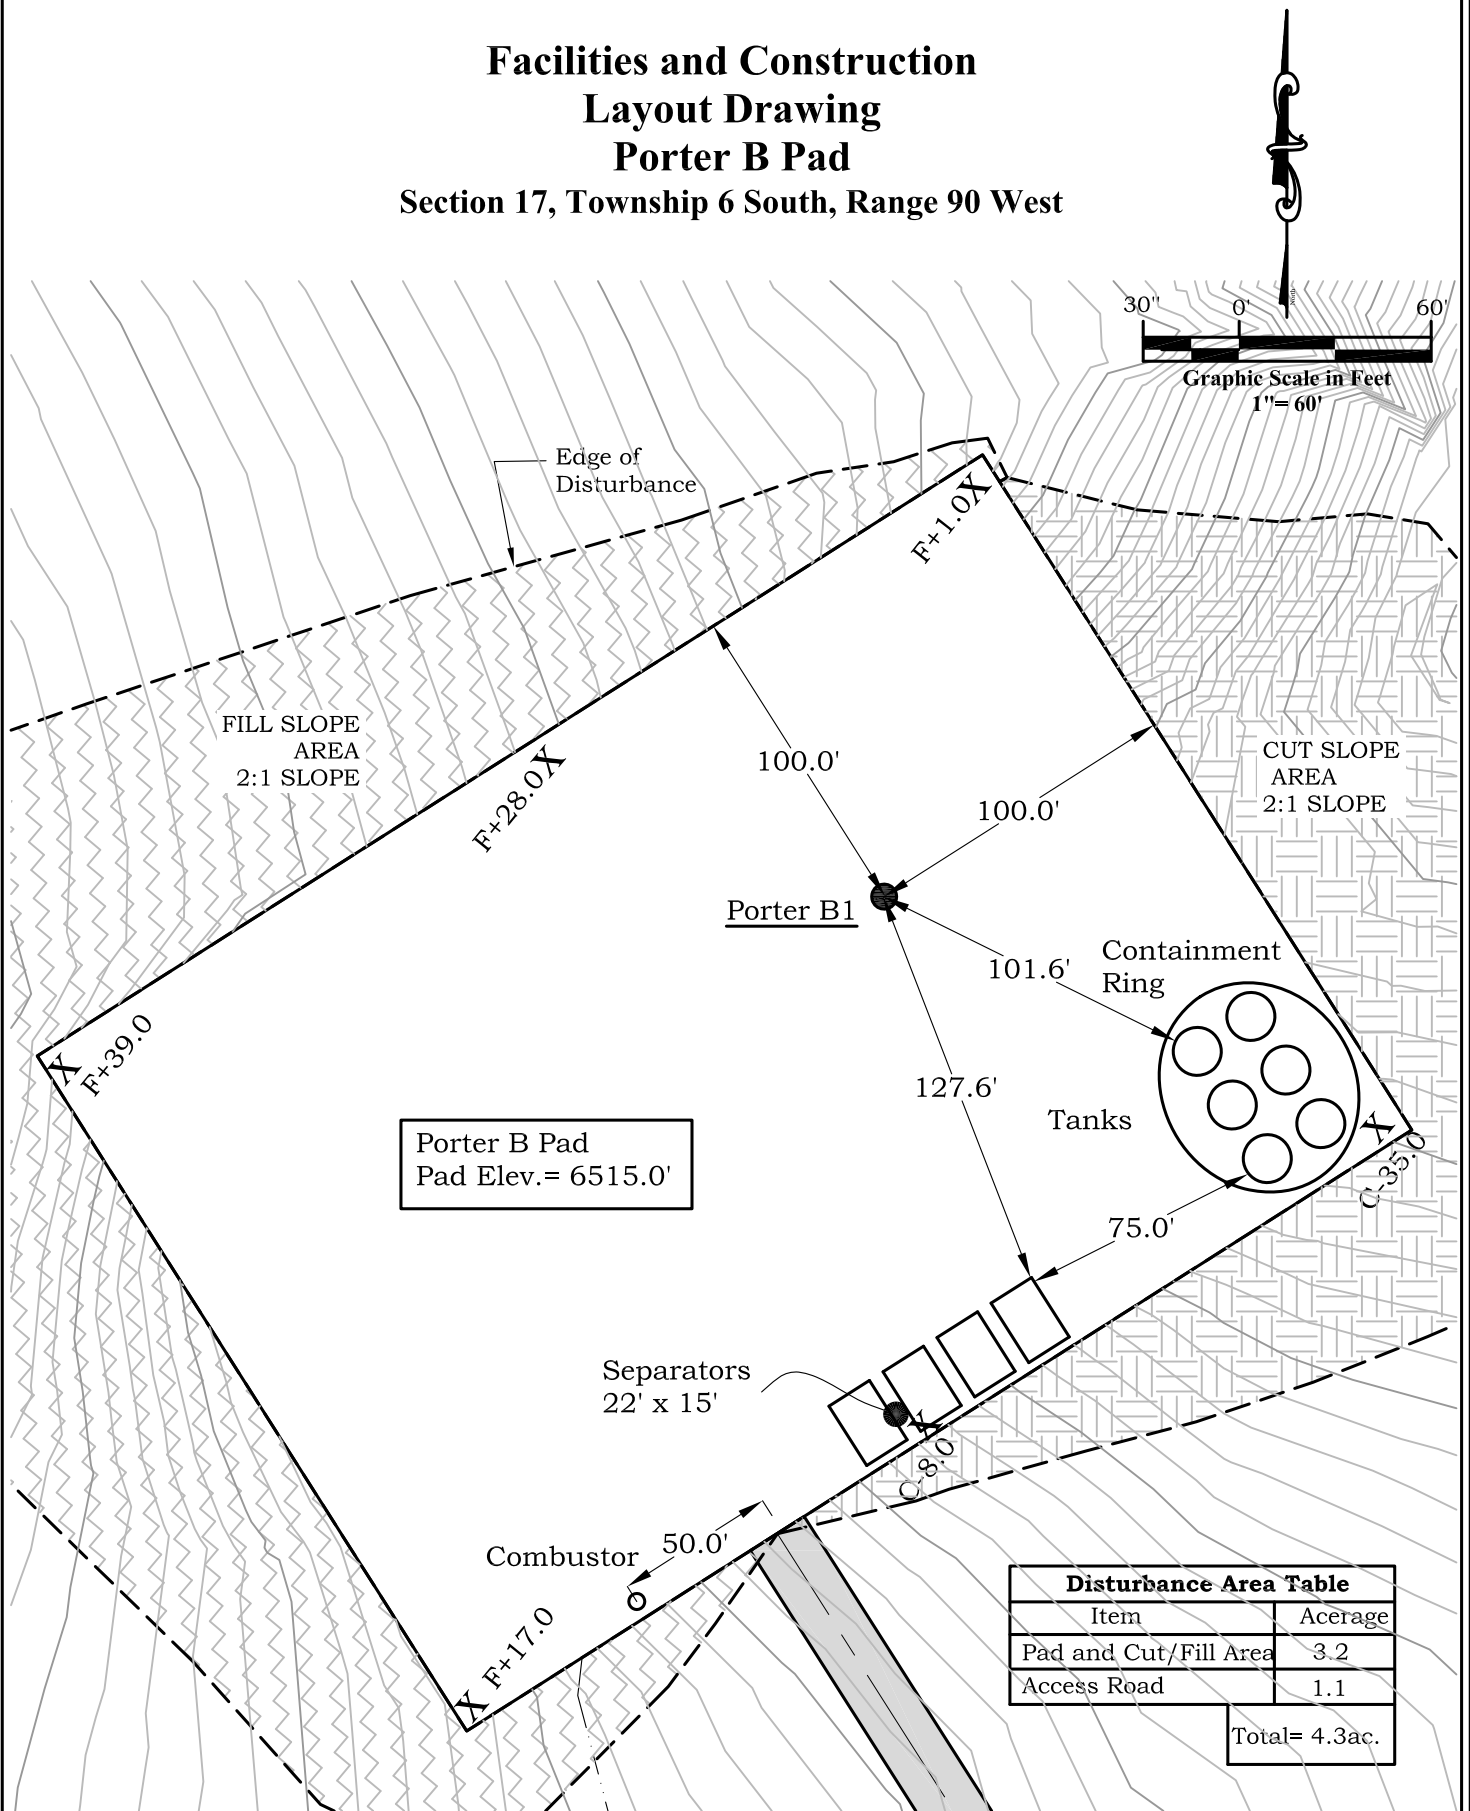 Facilities and Construction
Layout Drawing
Porter B Pad
Section 17, Township 6 South, Range 90 West
North
30" 0' 60'
Graphic Scale in Feet
1"= 60'
Edge of
Disturbance
F+1.0X
FILL SLOPE
AREA
2:1 SLOPE
F+28.0X
100.0'
100.0'
CUT SLOPE
AREA
2:1 SLOPE
Porter B1
Containment
Ring
101.6'
X
F+39.0
127.6'
Tanks
X
C-35.0
Porter B Pad
Pad Elev.= 6515.0'
75.0'
Separators
22' x 15'
X
C-8.0
50.0'
Combustor
X F+17.0
Disturbance Area Table
Item Acerage
Pad and Cut/Fill Area 3.2
Access Road 1.1
Total= 4.3ac.